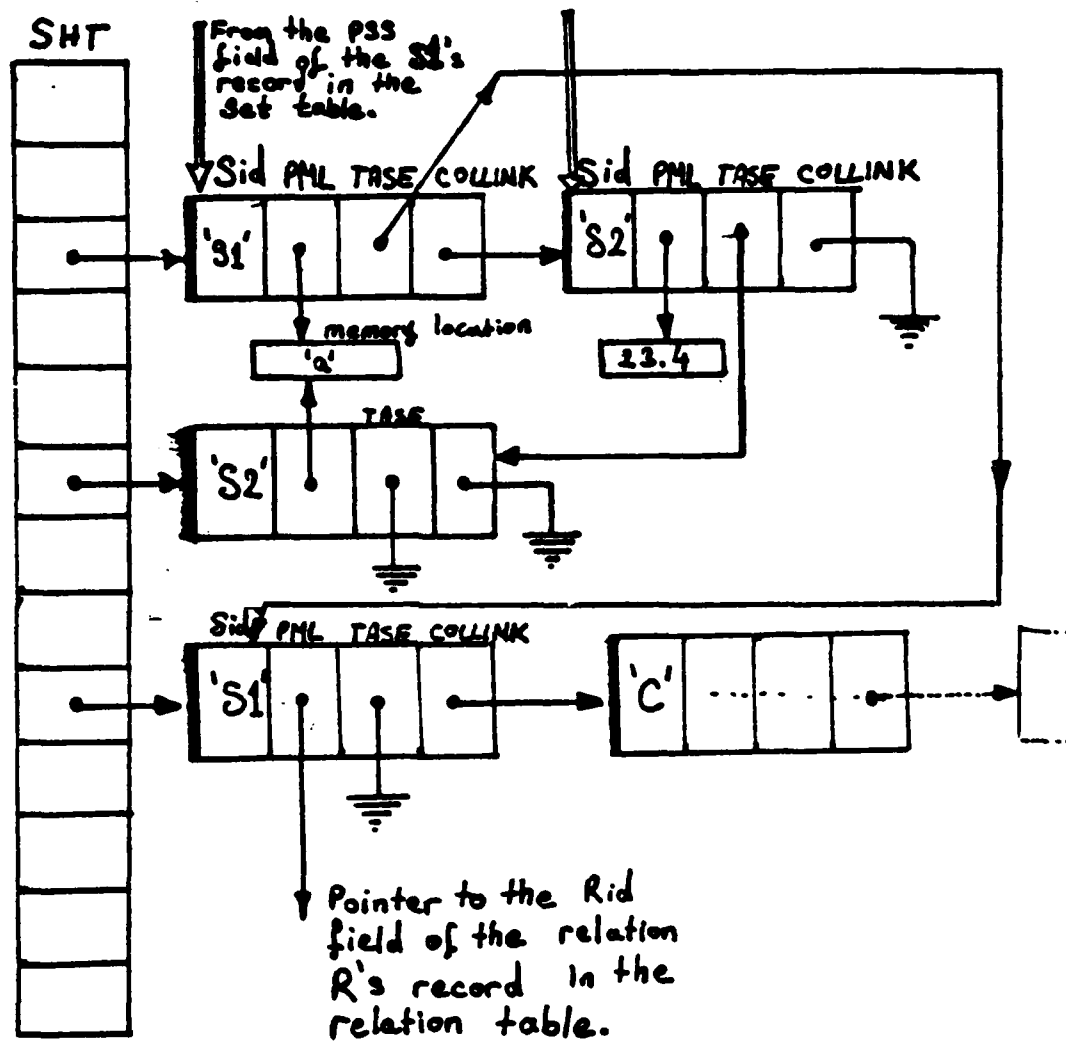 SHT
From the PSS
field of the S1's
record in the
Set table.
Sid PML TASE COLLINK
Sid PML TASE COLLINK
'S1'
'S2'
memory location
'a'
23.4
TASE
'S2'
Sid PML TASE COLLINK
'S1'
'C'
Pointer to the Rid
field of the relation
R's record in the
relation table.